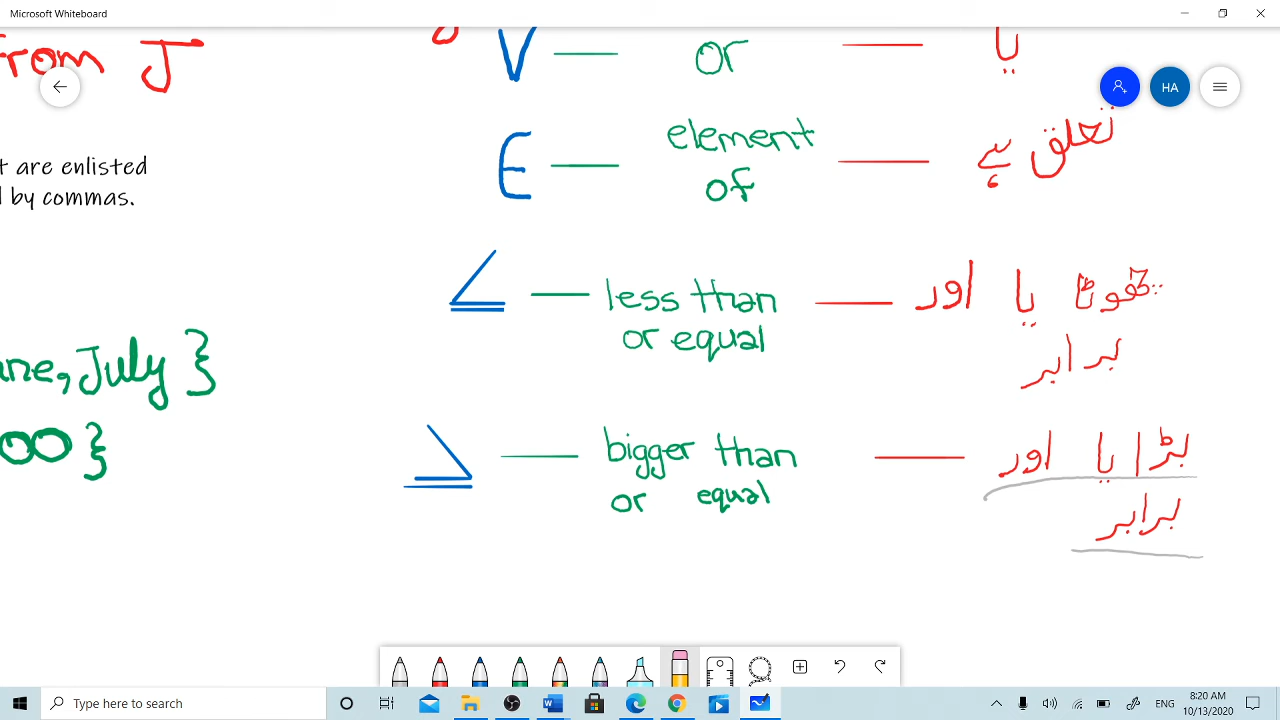 Microsoft Whiteboard
from J
V — or — یا
HA
E — element of — تعلق ہے
t are enlisted
d by commas.
≤ — less than or equal — چھوٹا یا اور برابر
ne, July }
00 }
≥ — bigger than or equal — بڑا یا اور برابر
Type here to search
ENG
8:20 AM
10/13/2020